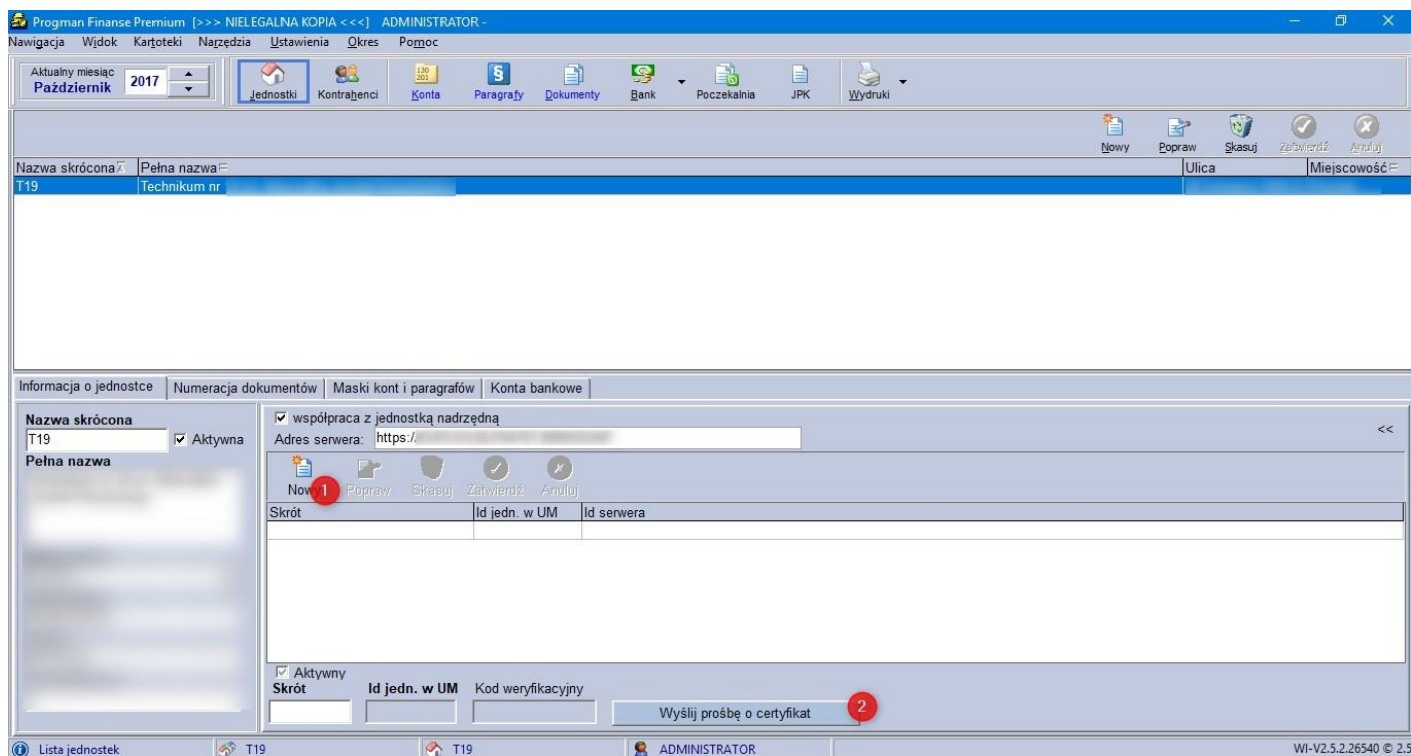 Progman Finanse Premium [>>> NIELEGALNA KOPIA <<<] ADMINISTRATOR -
Nawigacja Widok Kartoteki Narzędzia Ustawienia Okres Pomoc
Aktualny miesiąc
Październik 2017
Jednostki Kontrahenci Konta Paragrafy Dokumenty Bank Poczekalnia JPK Wydruki
Nowy Popraw Skasuj Zatwierdź Anuluj
Nazwa skrócona Pełna nazwa Ulica Miejscowość
T19 Technikum nr
Informacja o jednostce Numeracja dokumentów Maski kont i paragrafów Konta bankowe
Nazwa skrócona
T19 Aktywna
Pełna nazwa
współpraca z jednostką nadrzędną
<<
Adres serwera: https:/
Nowy 1 Popraw Skasuj Zatwierdź Anuluj
Skrót Id jedn. w UM Id serwera
Aktywny
Skrót Id jedn. w UM Kod weryfikacyjny
Wyślij prośbę o certyfikat 2
Lista jednostek T19 T19 ADMINISTRATOR WI-V2.5.2.26540 © 2.5